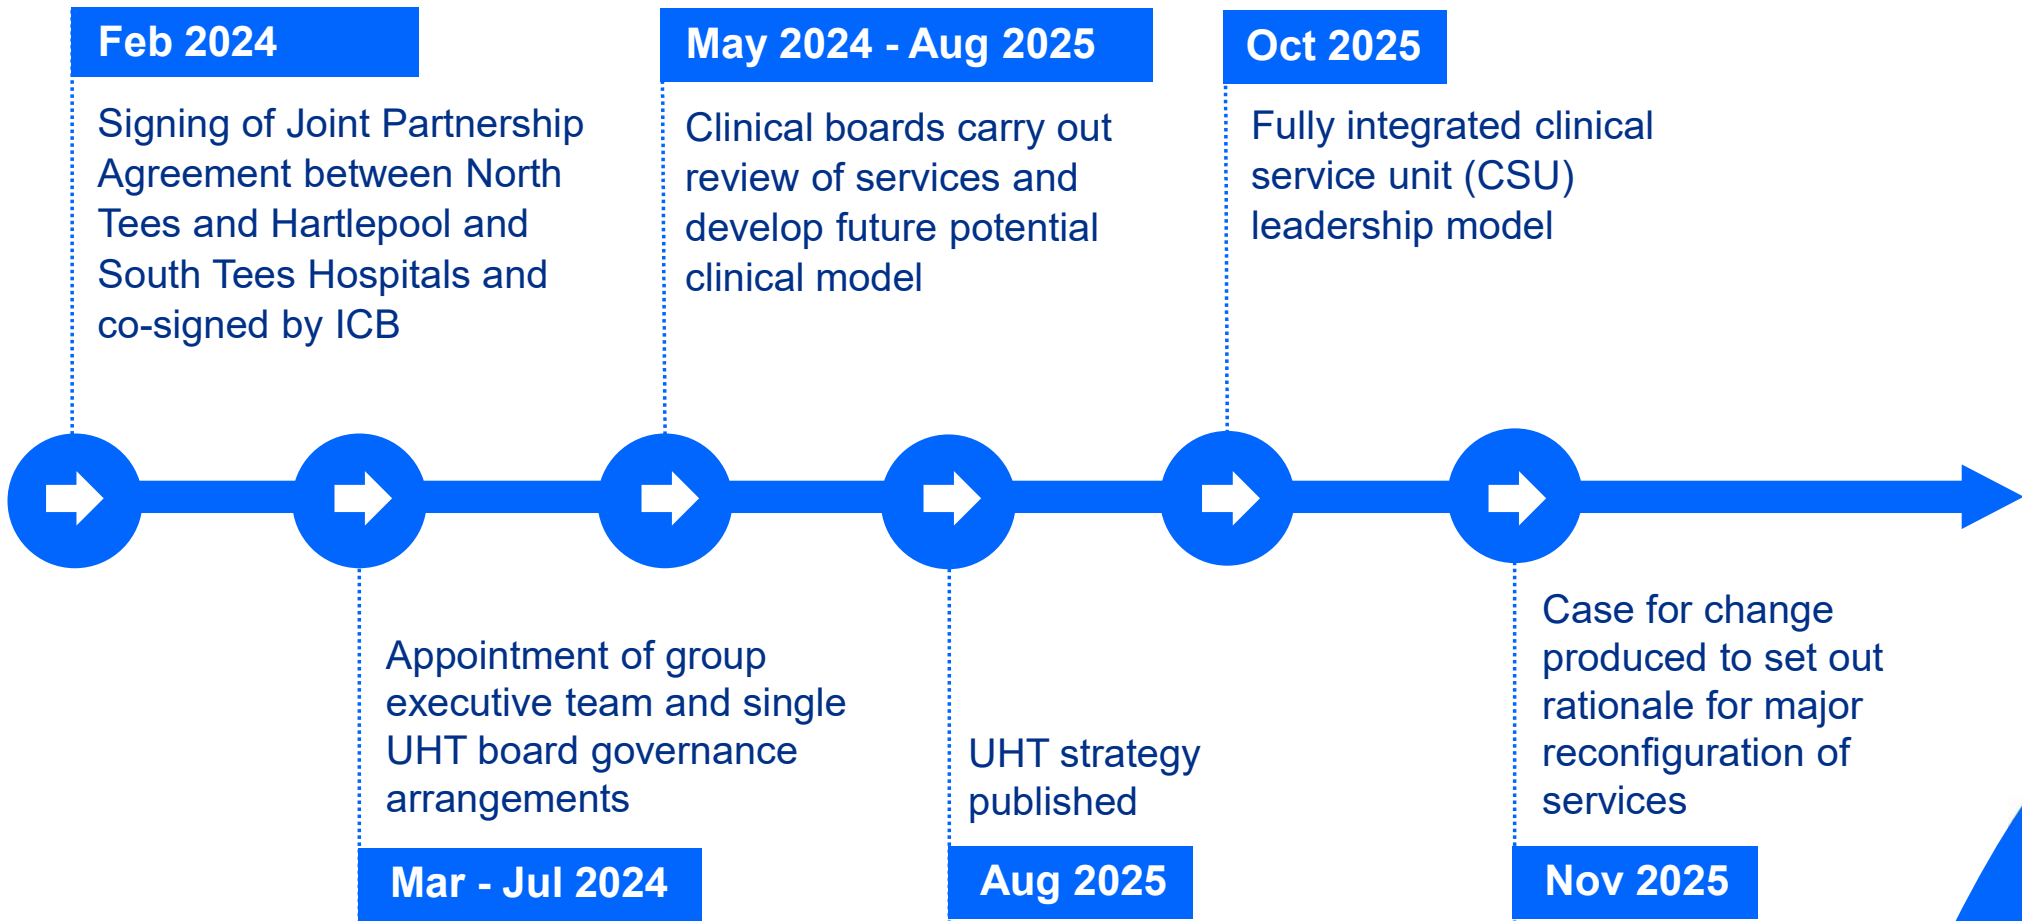 Feb 2024
Signing of Joint Partnership
Agreement between North
Tees and Hartlepool and
South Tees Hospitals and
co-signed by ICB
May 2024 - Aug 2025
Clinical boards carry out
review of services and
develop future potential
clinical model
Oct 2025
Fully integrated clinical
service unit (CSU)
leadership model
Appointment of group
executive team and single
UHT board governance
arrangements
Mar - Jul 2024
UHT strategy
published
Aug 2025
Case for change
produced to set out
rationale for major
reconfiguration of
services
Nov 2025